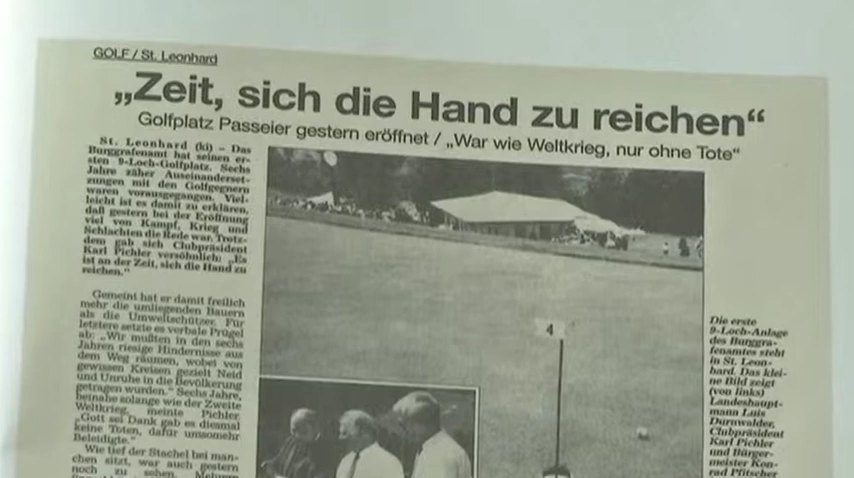 GOLF / St. Leonhard
„Zeit, sich die Hand zu reichen“
Golfplatz Passeier gestern eröffnet / „War wie Weltkrieg, nur ohne Tote“
St. Leonhard (ki) – Das
Burggrafenamt hat seinen er-
sten 9-Loch-Golfplatz. Sechs
Jahre zäher Auseinanderset-
zungen mit den Golfgegnern
waren vorausgegangen. Viel-
leicht ist es damit zu erklären,
daß gestern bei der Eröffnung
viel von Kampf, Krieg und
Schlachten die Rede war. Trotz-
dem gab sich Clubpräsident
Karl Pichler versöhnlich: „Es
ist an der Zeit, sich die Hand zu
reichen.“
Gemeint hat er damit freilich
mehr die umliegenden Bauern
als die Umweltschützer. Für
letztere setzte es verbale Prügel
ab: „Wir mußten in den sechs
Jahren riesige Hindernisse aus
dem Weg räumen, wobei von
gewissen Kreisen gezielt Neid
und Unruhe in die Bevölkerung
getragen wurden.“ Sechs Jahre,
beinahe solange wie der Zweite
Weltkrieg, meinte Pichler.
„Gott sei Dank gab es diesmal
keine Toten, dafür umsomehr
Beleidigte.“
Wie tief der Stachel bei man-
chen sitzt, war auch gestern
noch zu sehen.
4
Die erste
9-Loch-Anlage
des Burggra-
fenamtes steht
in St. Leon-
hard. Das klei-
ne Bild zeigt
(von links)
Landeshaupt-
mann Luis
Durnwalder,
Clubpräsident
Karl Pichler
und Bürger-
meister Kon-
rad Pfitscher